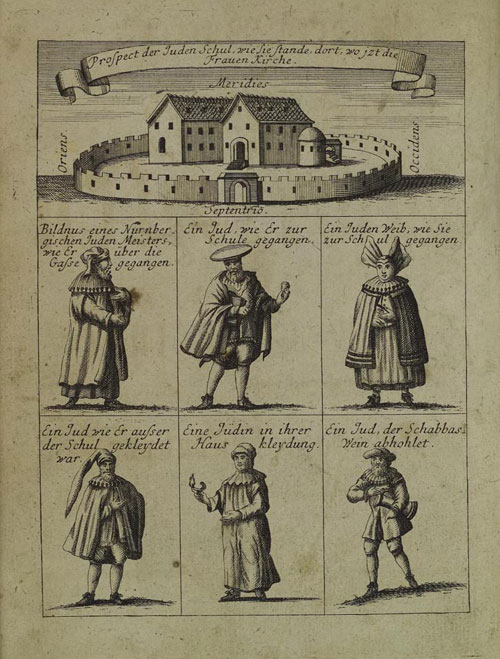 Prospect der Juden Schul, wie Sie stande, dort, wo jzt die
Frauen Kirche.
Meridies
Oriens
Occidens
Septentrio.
Bildnus eines Nürnber-
gischen Juden Meisters,
wie Er über die
Gasse gegangen.
Ein Jud, wie Er zur
Schule gegangen.
Ein Juden Weib, wie Sie
zur Schul gegangen.
Ein Jud wie Er ausser
der Schul gekleydet
war.
Eine Jüdin in ihrer
Haus kleydung.
Ein Jud, der Schabbas
Wein abhohlet.